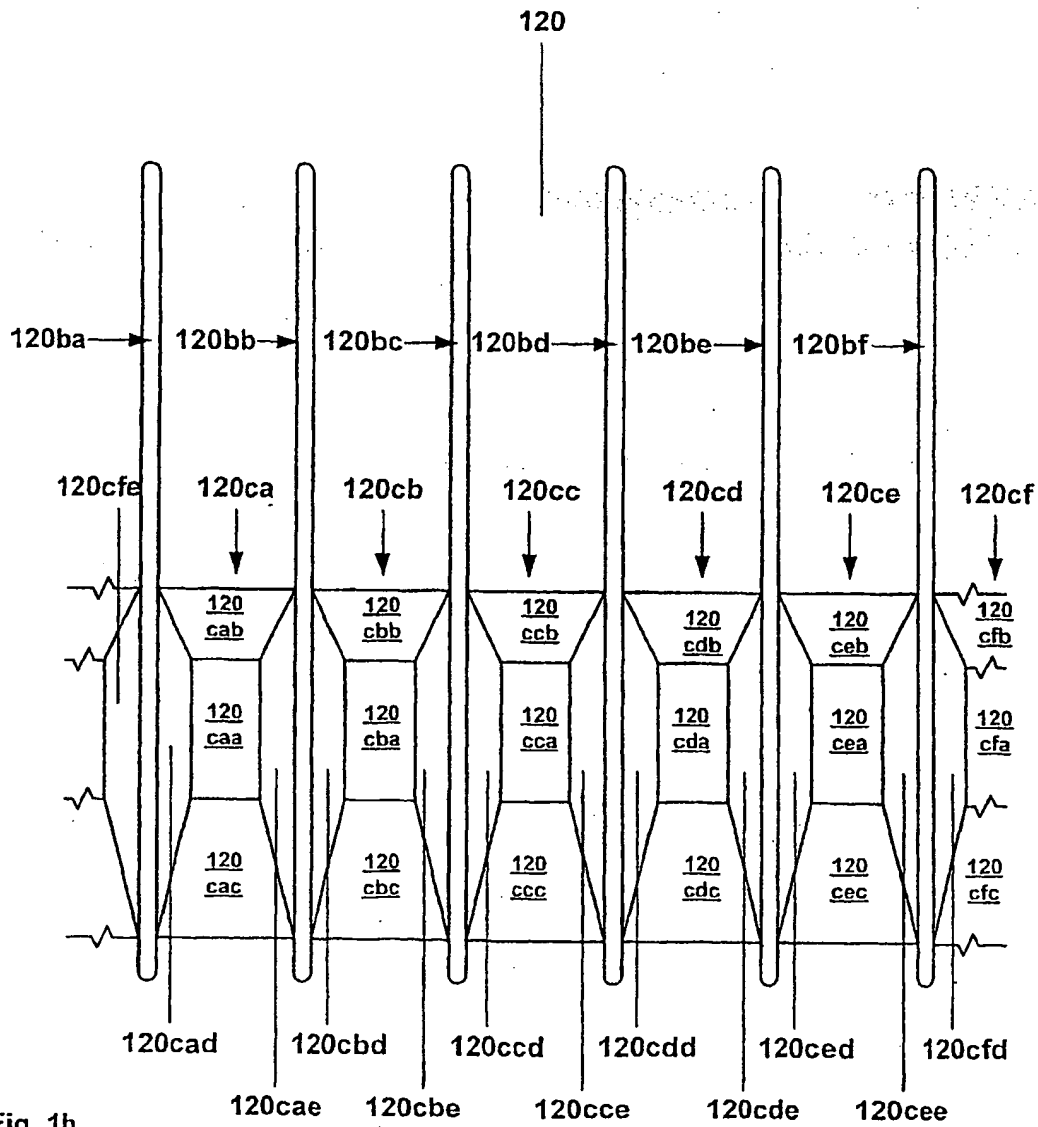 120
120ba 120bb 120bc 120bd 120be 120bf
120cfe 120ca 120cb 120cc 120cd 120ce 120cf
120 120 120 120 120 120
cab cbb ccb cdb ceb cfb
120 120 120 120 120 120
caa cba cca cda cea cfa
120 120 120 120 120 120
cac cbc ccc cdc cec cfc
120cad 120cbd 120ccd 120cdd 120ced 120cfd
120cae 120cbe 120cce 120cde 120cee
Fig. 1h